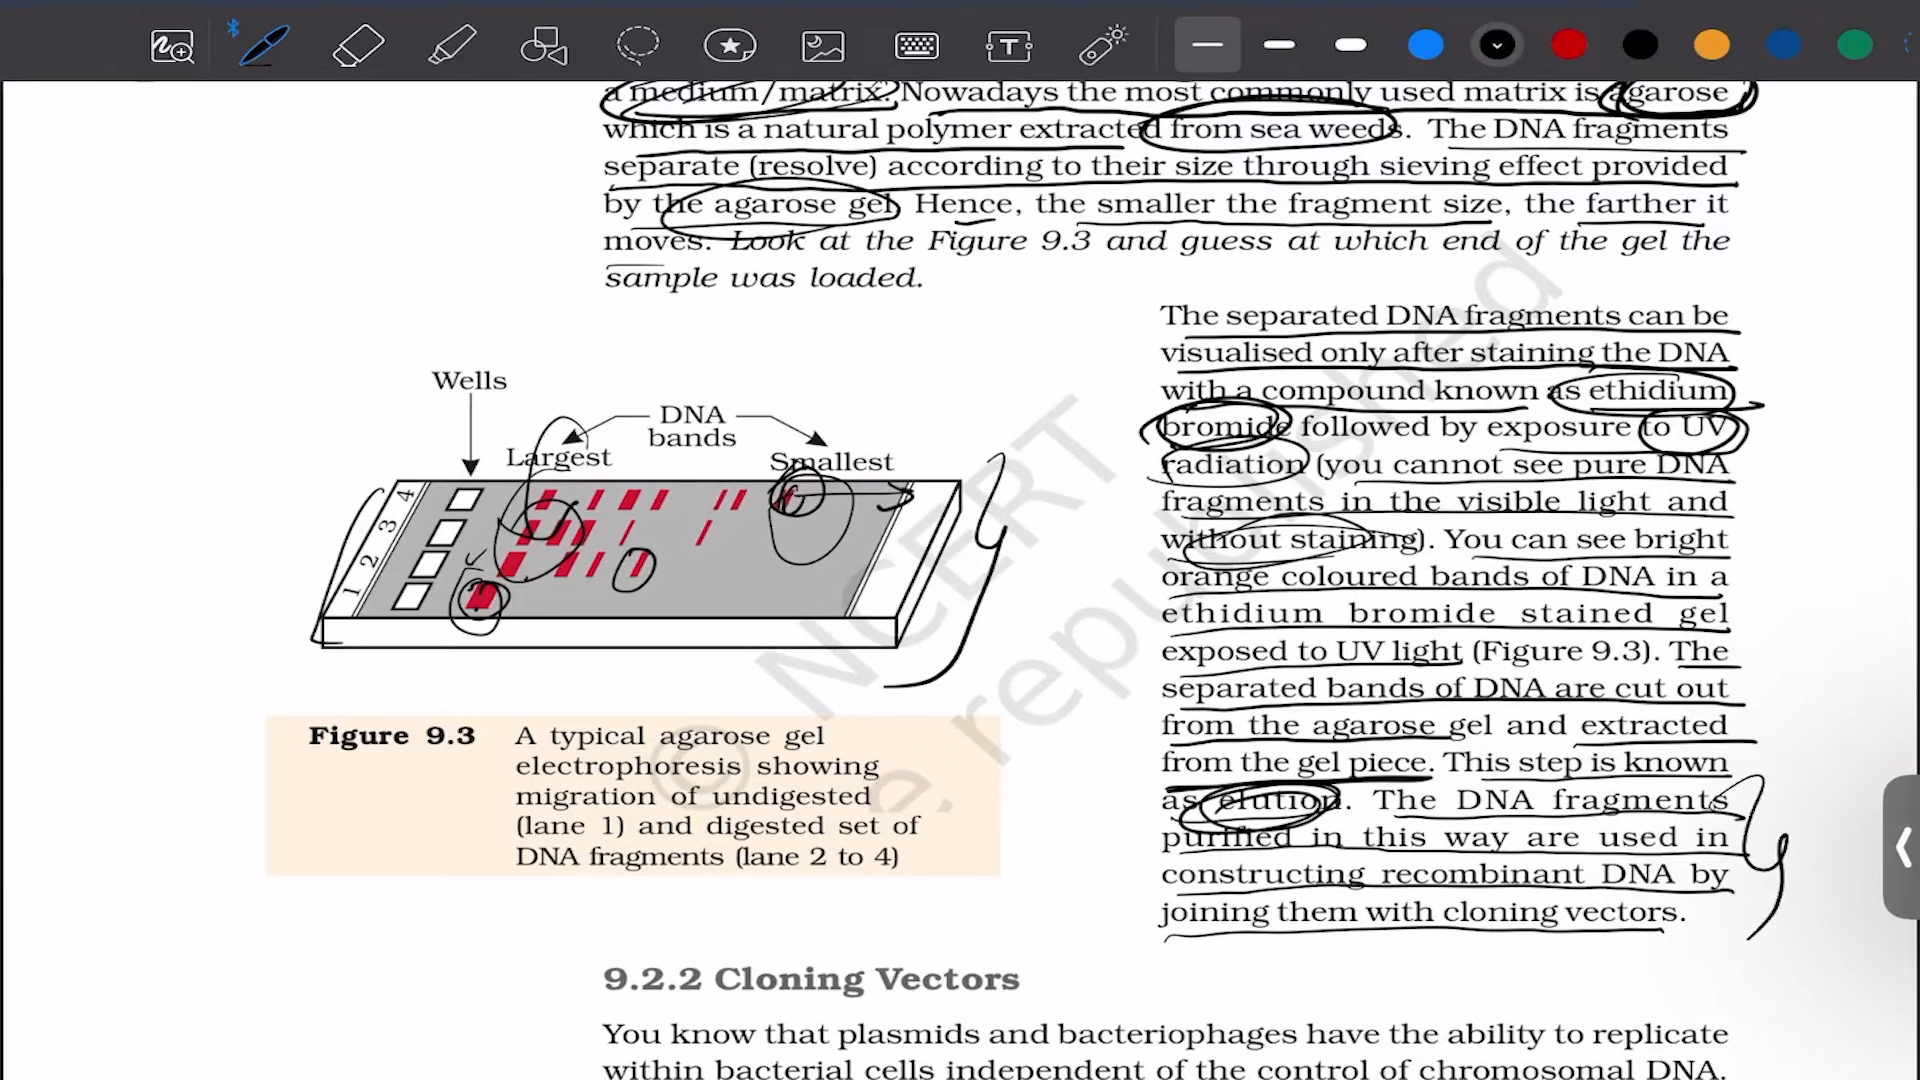 a medium/matrix. Nowadays the most commonly used matrix is agarose
which is a natural polymer extracted from sea weeds. The DNA fragments
separate (resolve) according to their size through sieving effect provided
by the agarose gel. Hence, the smaller the fragment size, the farther it
moves. Look at the Figure 9.3 and guess at which end of the gel the
sample was loaded.
The separated DNA fragments can be
visualised only after staining the DNA
with a compound known as ethidium
bromide followed by exposure to UV
radiation (you cannot see pure DNA
fragments in the visible light and
without staining). You can see bright
orange coloured bands of DNA in a
ethidium bromide stained gel
exposed to UV light (Figure 9.3). The
separated bands of DNA are cut out
from the agarose gel and extracted
from the gel piece. This step is known
as elution. The DNA fragments
purified in this way are used in
constructing recombinant DNA by
joining them with cloning vectors.
Wells
DNA
bands
Largest
Smallest
4
3
2
1
Figure 9.3 A typical agarose gel
electrophoresis showing
migration of undigested
(lane 1) and digested set of
DNA fragments (lane 2 to 4)
© NCERT
republished
9.2.2 Cloning Vectors
You know that plasmids and bacteriophages have the ability to replicate
within bacterial cells independent of the control of chromosomal DNA.